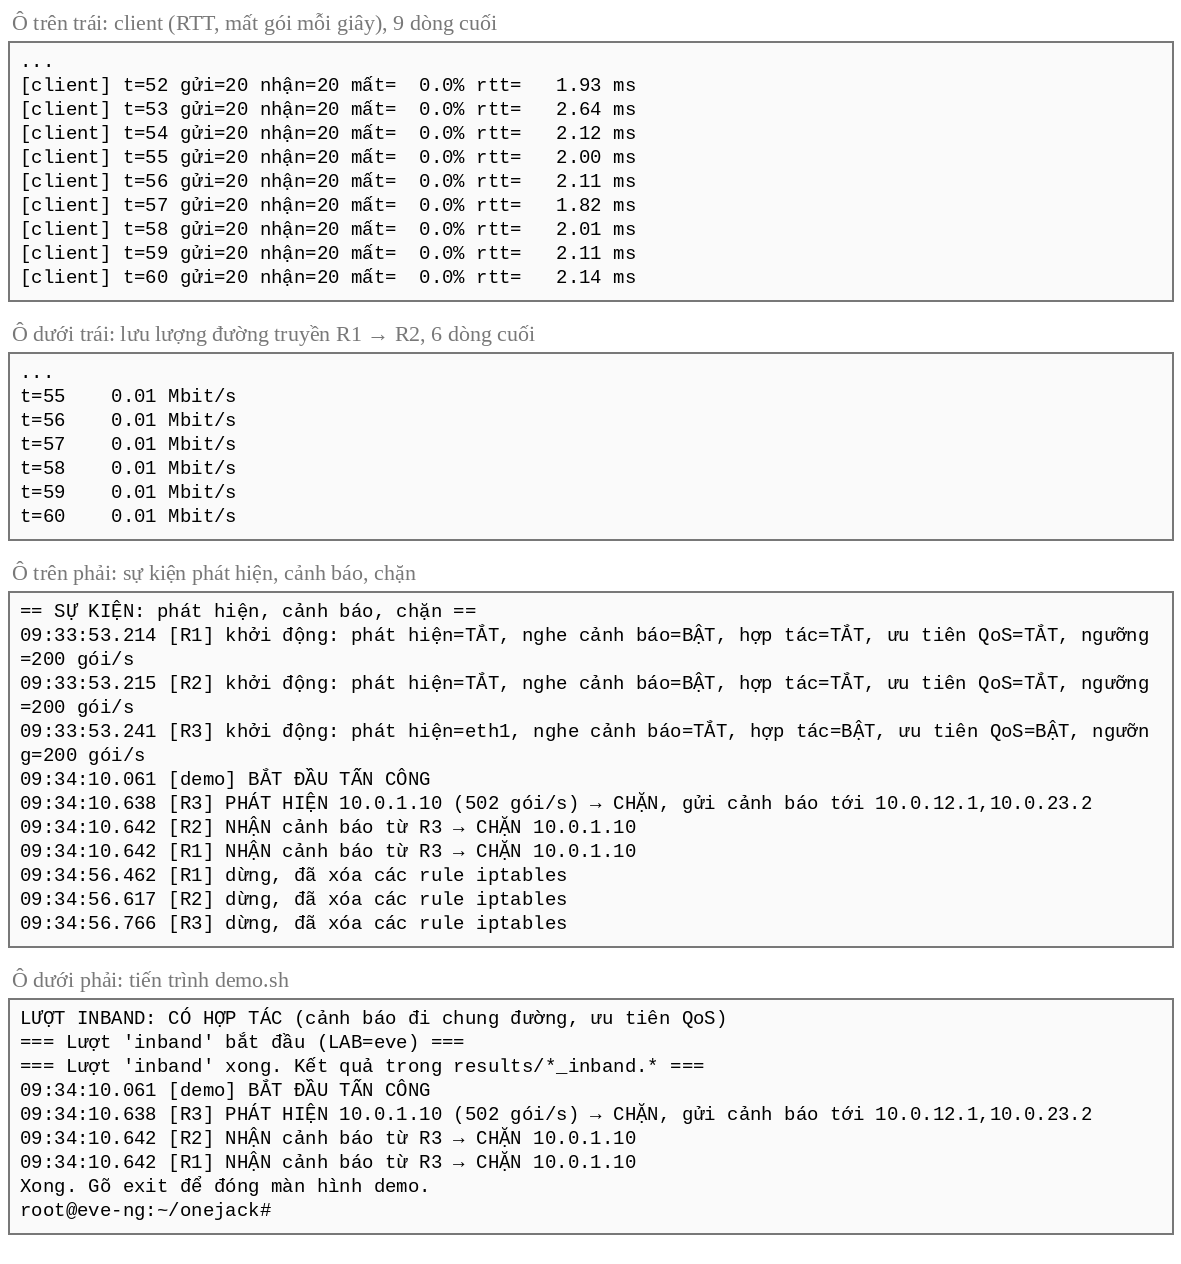 Ô trên trái: client (RTT, mất gói mỗi giây), 9 dòng cuối
...
[client] t=52 gửi=20 nhận=20 mất=  0.0% rtt=   1.93 ms
[client] t=53 gửi=20 nhận=20 mất=  0.0% rtt=   2.64 ms
[client] t=54 gửi=20 nhận=20 mất=  0.0% rtt=   2.12 ms
[client] t=55 gửi=20 nhận=20 mất=  0.0% rtt=   2.00 ms
[client] t=56 gửi=20 nhận=20 mất=  0.0% rtt=   2.11 ms
[client] t=57 gửi=20 nhận=20 mất=  0.0% rtt=   1.82 ms
[client] t=58 gửi=20 nhận=20 mất=  0.0% rtt=   2.01 ms
[client] t=59 gửi=20 nhận=20 mất=  0.0% rtt=   2.11 ms
[client] t=60 gửi=20 nhận=20 mất=  0.0% rtt=   2.14 ms
Ô dưới trái: lưu lượng đường truyền R1 → R2, 6 dòng cuối
...
t=55    0.01 Mbit/s
t=56    0.01 Mbit/s
t=57    0.01 Mbit/s
t=58    0.01 Mbit/s
t=59    0.01 Mbit/s
t=60    0.01 Mbit/s
Ô trên phải: sự kiện phát hiện, cảnh báo, chặn
== SỰ KIỆN: phát hiện, cảnh báo, chặn ==
09:33:53.214 [R1] khởi động: phát hiện=TẮT, nghe cảnh báo=BẬT, hợp tác=TẮT, ưu tiên QoS=TẮT, ngưỡng
=200 gói/s
09:33:53.215 [R2] khởi động: phát hiện=TẮT, nghe cảnh báo=BẬT, hợp tác=TẮT, ưu tiên QoS=TẮT, ngưỡng
=200 gói/s
09:33:53.241 [R3] khởi động: phát hiện=eth1, nghe cảnh báo=TẮT, hợp tác=BẬT, ưu tiên QoS=BẬT, ngưỡn
g=200 gói/s
09:34:10.061 [demo] BẮT ĐẦU TẤN CÔNG
09:34:10.638 [R3] PHÁT HIỆN 10.0.1.10 (502 gói/s) → CHẶN, gửi cảnh báo tới 10.0.12.1,10.0.23.2
09:34:10.642 [R2] NHẬN cảnh báo từ R3 → CHẶN 10.0.1.10
09:34:10.642 [R1] NHẬN cảnh báo từ R3 → CHẶN 10.0.1.10
09:34:56.462 [R1] dừng, đã xóa các rule iptables
09:34:56.617 [R2] dừng, đã xóa các rule iptables
09:34:56.766 [R3] dừng, đã xóa các rule iptables
Ô dưới phải: tiến trình demo.sh
LƯỢT INBAND: CÓ HỢP TÁC (cảnh báo đi chung đường, ưu tiên QoS)
=== Lượt 'inband' bắt đầu (LAB=eve) ===
=== Lượt 'inband' xong. Kết quả trong results/*_inband.* ===
09:34:10.061 [demo] BẮT ĐẦU TẤN CÔNG
09:34:10.638 [R3] PHÁT HIỆN 10.0.1.10 (502 gói/s) → CHẶN, gửi cảnh báo tới 10.0.12.1,10.0.23.2
09:34:10.642 [R2] NHẬN cảnh báo từ R3 → CHẶN 10.0.1.10
09:34:10.642 [R1] NHẬN cảnh báo từ R3 → CHẶN 10.0.1.10
Xong. Gõ exit để đóng màn hình demo.
root@eve-ng:~/onejack#